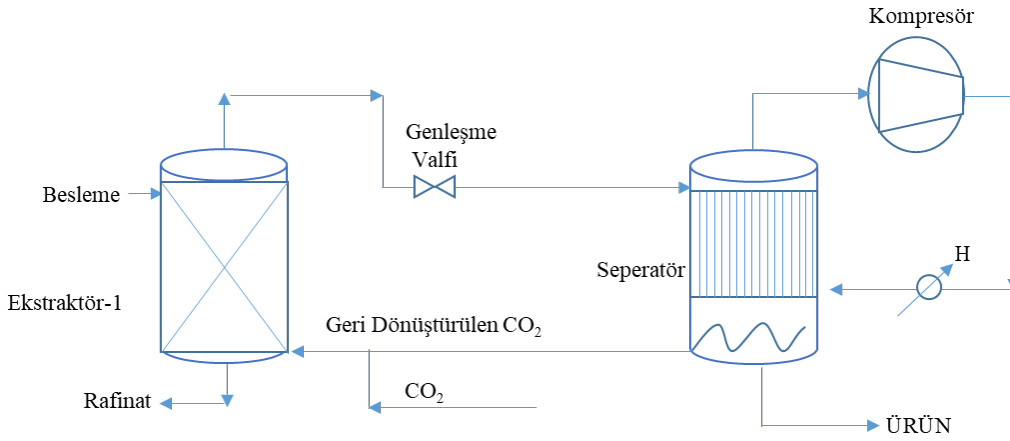 Kompresör
Genleşme
Valfi
Besleme
Seperatör
H
Ekstraktör-1
Geri Dönüştürülen CO₂
Rafinat
CO₂
ÜRÜN